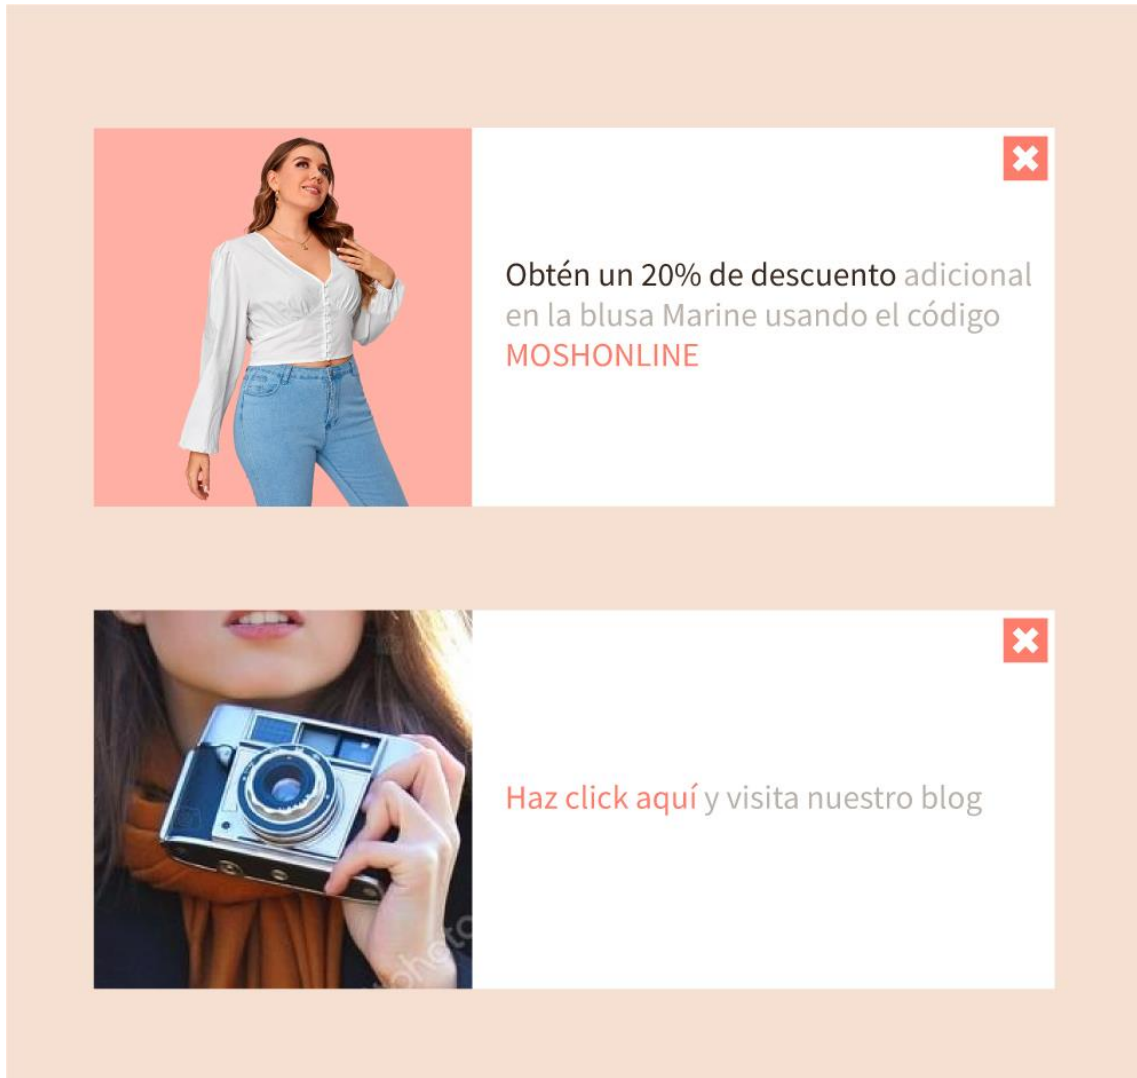 Obtén un 20% de descuento adicional
en la blusa Marine usando el código
MOSHONLINE
Haz click aquí y visita nuestro blog